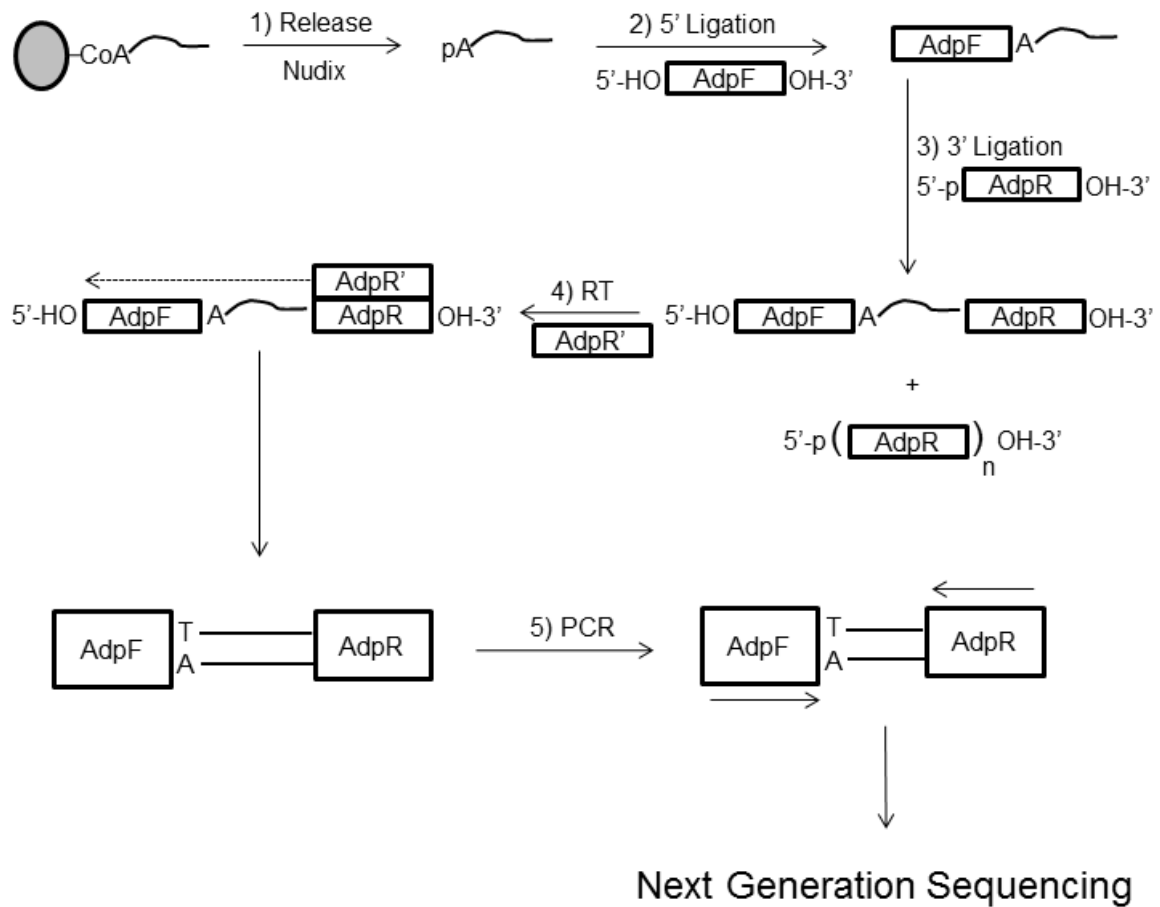 1) Release
CoA
Nudix
pA
2) 5' Ligation
5'-HO AdpF OH-3'
AdpF A
3) 3' Ligation
5'-p AdpR OH-3'
AdpR'
5'-HO AdpF A AdpR OH-3'
4) RT
AdpR'
5'-HO AdpF A AdpR OH-3'
+
5'-p ( AdpR )n OH-3'
AdpF T A AdpR
5) PCR
AdpF T A AdpR
Next Generation Sequencing